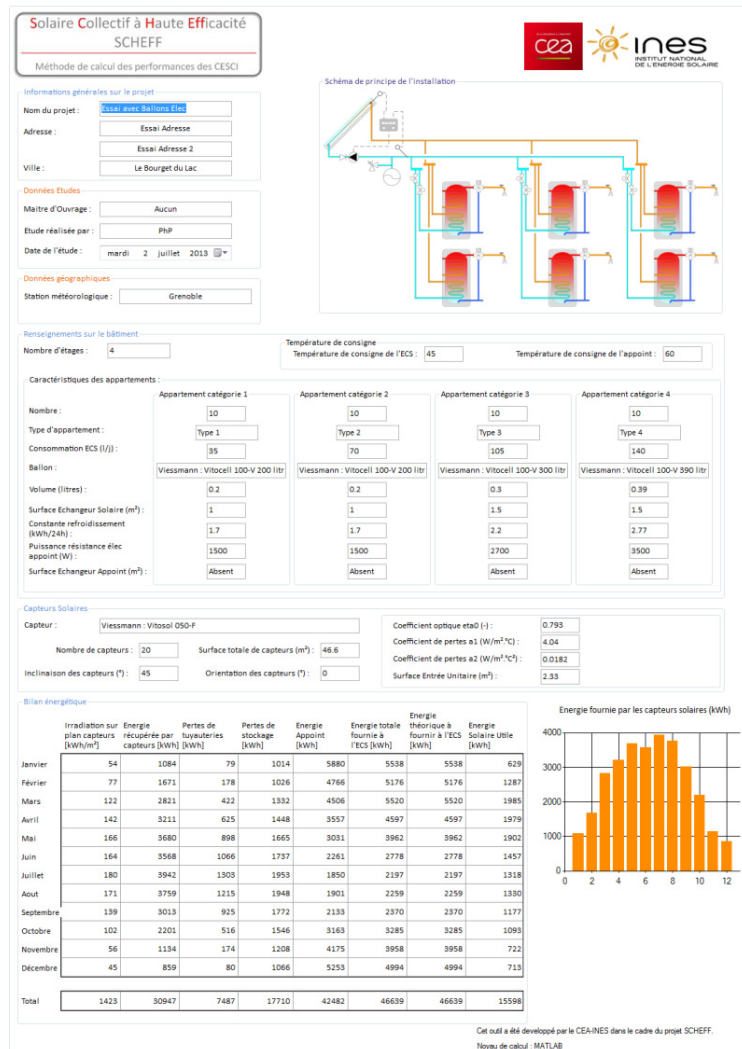 Solaire Collectif à Haute Efficacité
SCHEFF
Méthode de calcul des performances des CESCI
cea
ines
INSTITUT NATIONAL
DE L'ENERGIE SOLAIRE
Informations générales sur le projet
Nom du projet : Essai avec Ballons Elec
Adresse : Essai Adresse
Essai Adresse 2
Ville : Le Bourget du Lac
Données Etudes
Maitre d'Ouvrage : Aucun
Etude réalisée par : PhP
Date de l'étude : mardi 2 juillet 2013
Données géographiques
Station météorologique : Grenoble
Schéma de principe de l'installation
Renseignements sur le bâtiment
Nombre d'étages : 4
Température de consigne
Température de consigne de l'ECS : 45 Température de consigne de l'appoint : 60
Caractéristiques des appartements :
Appartement catégorie 1 Appartement catégorie 2 Appartement catégorie 3 Appartement catégorie 4
Nombre : 10 10 10 10
Type d'appartement : Type 1 Type 2 Type 3 Type 4
Consommation ECS (l/j) : 35 70 105 140
Ballon : Viessmann : Vitocell 100-V 200 litr Viessmann : Vitocell 100-V 200 litr Viessmann : Vitocell 100-V 300 litr Viessmann : Vitocell 100-V 390 litr
Volume (litres) : 0.2 0.2 0.3 0.39
Surface Echangeur Solaire (m²) : 1 1 1.5 1.5
Constante refroidissement
(kWh/24h) : 1.7 1.7 2.2 2.77
Puissance résistance élec
appoint (W) : 1500 1500 2700 3500
Surface Echangeur Appoint (m²) : Absent Absent Absent Absent
Capteurs Solaires
Capteur : Viessmann : Vitosol 050-F
Nombre de capteurs : 20 Surface totale de capteurs (m²) : 46.6
Inclinaison des capteurs (°) : 45 Orientation des capteurs (°) : 0
Coefficient optique eta0 (-) : 0.793
Coefficient de pertes a1 (W/m².°C) : 4.04
Coefficient de pertes a2 (W/m².°C²) : 0.0182
Surface Entrée Unitaire (m²) : 2.33
Bilan énergétique
Irradiation sur plan capteurs [kWh/m²] Energie récupérée par capteurs [kWh] Pertes de tuyauteries [kWh] Pertes de stockage [kWh] Energie Appoint [kWh] Energie totale fournie à l'ECS [kWh] Energie théorique à fournir à l'ECS [kWh] Energie Solaire Utile [kWh]
Janvier 54 1084 79 1014 5880 5538 5538 629
Février 77 1671 178 1026 4766 5176 5176 1287
Mars 122 2821 422 1332 4506 5520 5520 1985
Avril 142 3211 625 1448 3557 4597 4597 1979
Mai 166 3680 898 1665 3031 3962 3962 1902
Juin 164 3568 1066 1737 2261 2778 2778 1457
Juillet 180 3942 1303 1953 1850 2197 2197 1318
Aout 171 3759 1215 1948 1901 2259 2259 1330
Septembre 139 3013 925 1772 2133 2370 2370 1177
Octobre 102 2201 516 1546 3163 3285 3285 1093
Novembre 56 1134 174 1208 4175 3958 3958 722
Décembre 45 859 80 1066 5253 4994 4994 713
Total 1423 30947 7487 17710 42482 46639 46639 15598
Energie fournie par les capteurs solaires (kWh)
4000
3000
2000
1000
0
0 2 4 6 8 10 12
Cet outil a été developpé par le CEA-INES dans le cadre du projet SCHEFF.
Noyau de calcul : MATLAB